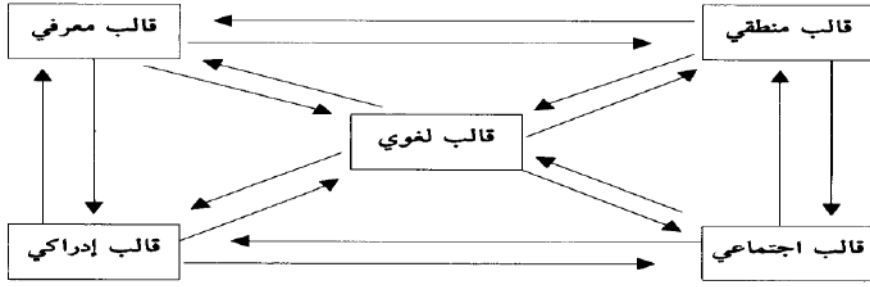 قالب منطقي
قالب معرفي
قالب لغوي
قالب اجتماعي
قالب إدراكي